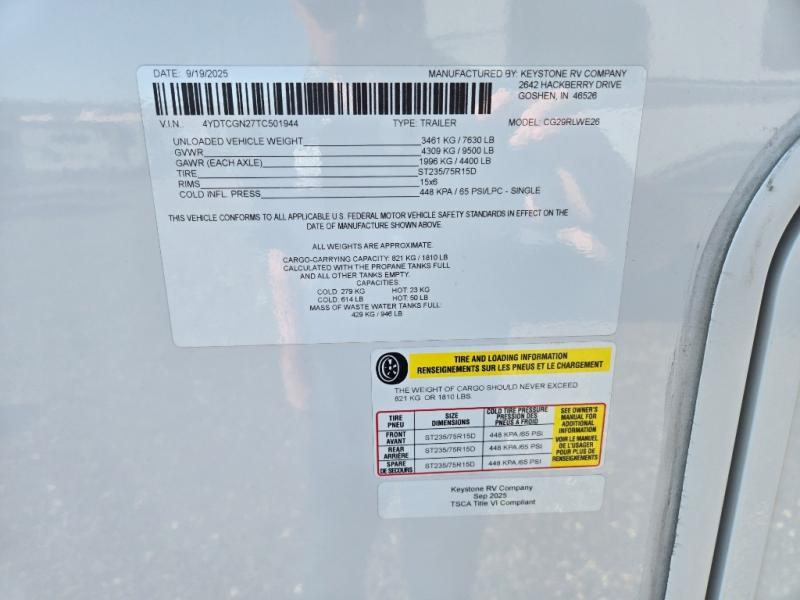 DATE: 9/19/2025 MANUFACTURED BY: KEYSTONE RV COMPANY
2642 HACKBERRY DRIVE
GOSHEN, IN 46526
V.I.N.: 4YDTCGN27TC501944 TYPE: TRAILER MODEL: CG29RLWE26
UNLOADED VEHICLE WEIGHT 3461 KG / 7630 LB
GVWR 4309 KG / 9500 LB
GAWR (EACH AXLE) 1996 KG / 4400 LB
TIRE ST235/75R15D
RIMS 15x6
COLD INFL. PRESS 448 KPA / 65 PSI/LPC - SINGLE
THIS VEHICLE CONFORMS TO ALL APPLICABLE U.S. FEDERAL MOTOR VEHICLE SAFETY STANDARDS IN EFFECT ON THE
DATE OF MANUFACTURE SHOWN ABOVE.
ALL WEIGHTS ARE APPROXIMATE.
CARGO-CARRYING CAPACITY: 821 KG / 1810 LB
CALCULATED WITH THE PROPANE TANKS FULL
AND ALL OTHER TANKS EMPTY.
CAPACITIES:
COLD: 279 KG HOT: 23 KG
COLD: 614 LB HOT: 50 LB
MASS OF WASTE WATER TANKS FULL:
429 KG / 946 LB
TIRE AND LOADING INFORMATION
RENSEIGNEMENTS SUR LES PNEUS ET LE CHARGEMENT
THE WEIGHT OF CARGO SHOULD NEVER EXCEED
821 KG OR 1810 LBS.
TIRE
PNEU
SIZE
DIMENSIONS
COLD TIRE PRESSURE
PRESSION DES
PNEUS A FROID
FRONT
AVANT
ST235/75R15D 448 KPA /65 PSI
REAR
ARRIÈRE
ST235/75R15D 448 KPA /65 PSI
SPARE
DE SECOURS
ST235/75R15D 448 KPA /65 PSI
SEE OWNER'S
MANUAL FOR
ADDITIONAL
INFORMATION
VOIR LE MANUEL
DE L'USAGER
POUR PLUS DE
RENSEIGNEMENTS
Keystone RV Company
Sep 2025
TSCA Title VI Compliant